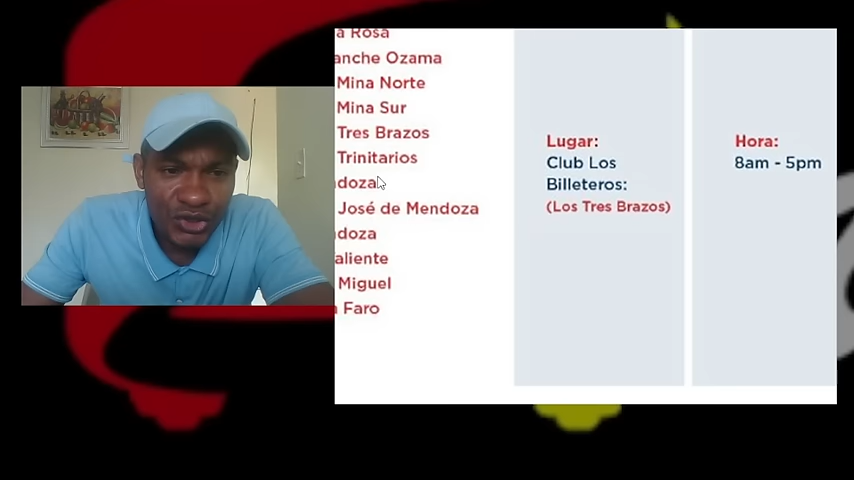 a Rosa
anche Ozama
Mina Norte
Mina Sur
Tres Brazos
Trinitarios
doza
José de Mendoza
doza
aliente
Miguel
Faro
Lugar:
Club Los
Billeteros:
(Los Tres Brazos)
Hora:
8am - 5pm